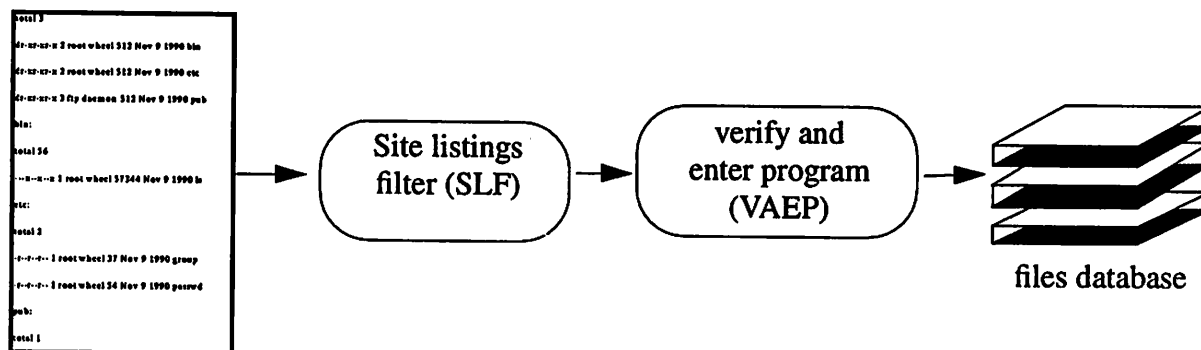 total 3
dr-xr-xr-x 2 root wheel 512 Nov 9 1990 bin
dr-xr-xr-x 2 root wheel 512 Nov 9 1990 etc
dr-xr-xr-x 3 ftp daemon 512 Nov 9 1990 pub
bin:
total 56
---x--x--x 1 root wheel 57344 Nov 9 1990 ls
etc:
total 2
-r--r--r-- 1 root wheel 37 Nov 9 1990 group
-r--r--r-- 1 root wheel 54 Nov 9 1990 passwd
pub:
total 1
Site listings
filter (SLF)
verify and
enter program
(VAEP)
files database